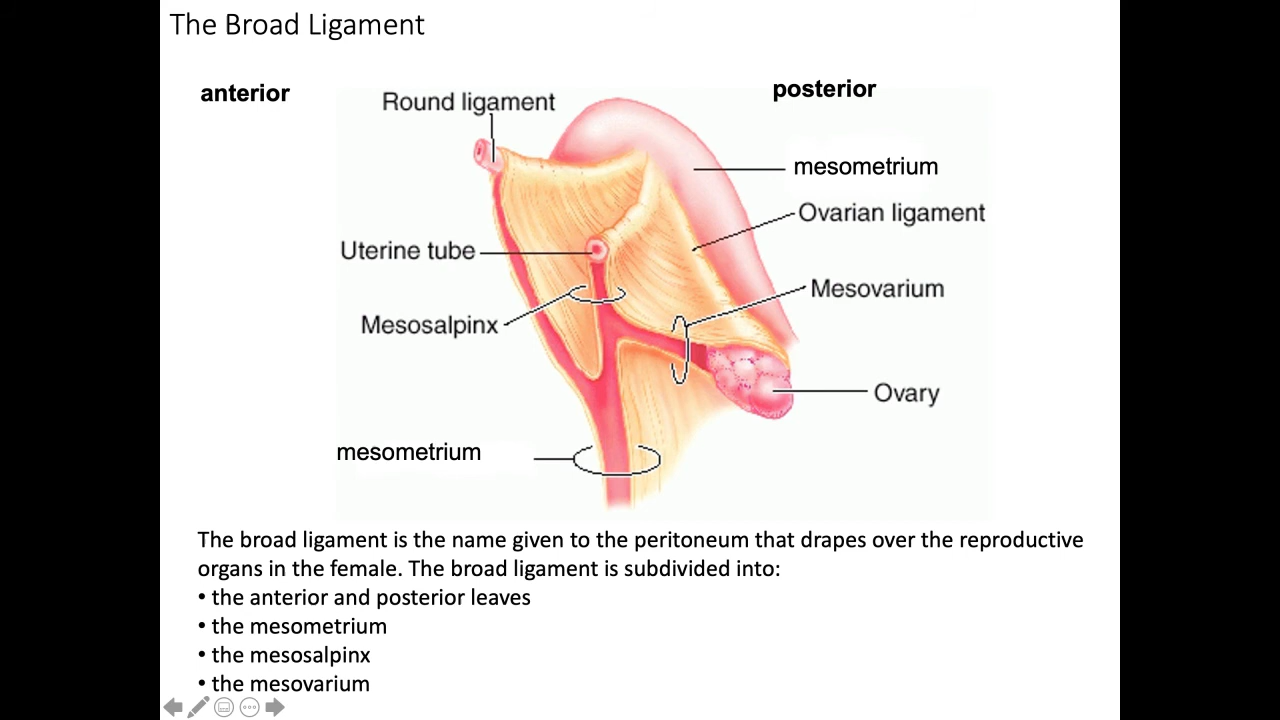 The Broad Ligament
anterior
posterior
Round ligament
mesometrium
Ovarian ligament
Uterine tube
Mesovarium
Mesosalpinx
Ovary
mesometrium
The broad ligament is the name given to the peritoneum that drapes over the reproductive
organs in the female. The broad ligament is subdivided into:
• the anterior and posterior leaves
• the mesometrium
• the mesosalpinx
• the mesovarium